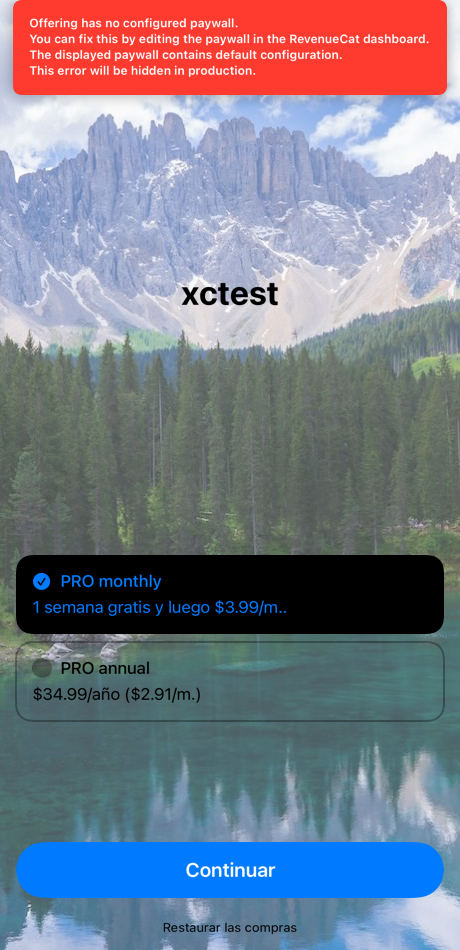 Offering has no configured paywall.
You can fix this by editing the paywall in the RevenueCat dashboard.
The displayed paywall contains default configuration.
This error will be hidden in production.
xctest
PRO monthly
1 semana gratis y luego $3.99/m..
PRO annual
$34.99/año ($2.91/m.)
Continuar
Restaurar las compras